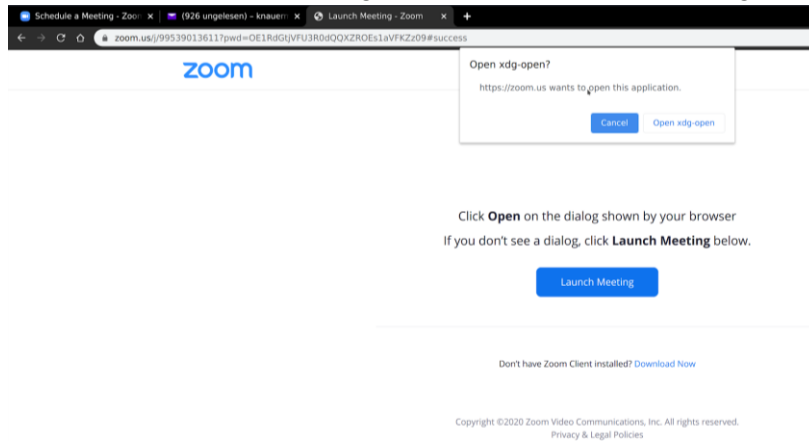 Schedule a Meeting - Zoo
(926 ungelesen) – knauerm
Launch Meeting - Zoom
zoom.us/j/99539013611?pwd=OE1RdGtjVFU3R0dQQXZROEs1aVFKZz09#success
zoom
Open xdg-open?
https://zoom.us wants to open this application.
Cancel
Open xdg-open
Click Open on the dialog shown by your browser
If you don't see a dialog, click Launch Meeting below.
Launch Meeting
Don't have Zoom Client installed? Download Now
Copyright ©2020 Zoom Video Communications, Inc. All rights reserved.
Privacy & Legal Policies